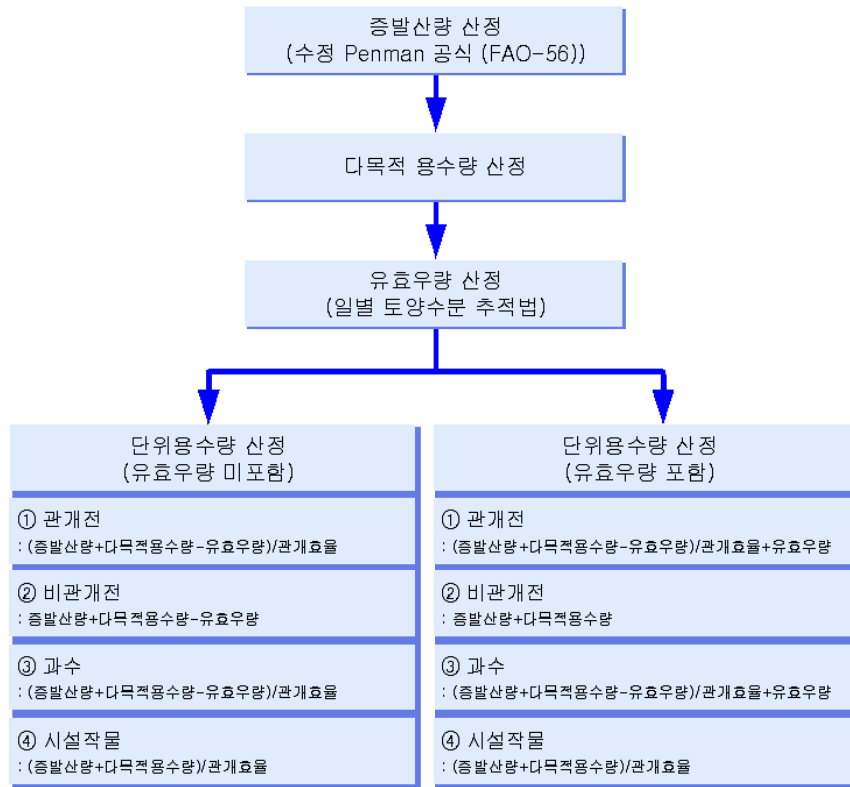 증발산량 산정
(수정 Penman 공식 (FAO-56))
다목적 용수량 산정
유효우량 산정
(일별 토양수분 추적법)
단위용수량 산정
(유효우량 미포함)
① 관개전
: (증발산량+다목적용수량-유효우량)/관개효율
② 비관개전
: 증발산량+다목적용수량-유효우량
③ 과수
: (증발산량+다목적용수량-유효우량)/관개효율
④ 시설작물
: (증발산량+다목적용수량)/관개효율
단위용수량 산정
(유효우량 포함)
① 관개전
: (증발산량+다목적용수량-유효우량)/관개효율+유효우량
② 비관개전
: 증발산량+다목적용수량
③ 과수
: (증발산량+다목적용수량-유효우량)/관개효율+유효우량
④ 시설작물
: (증발산량+다목적용수량)/관개효율